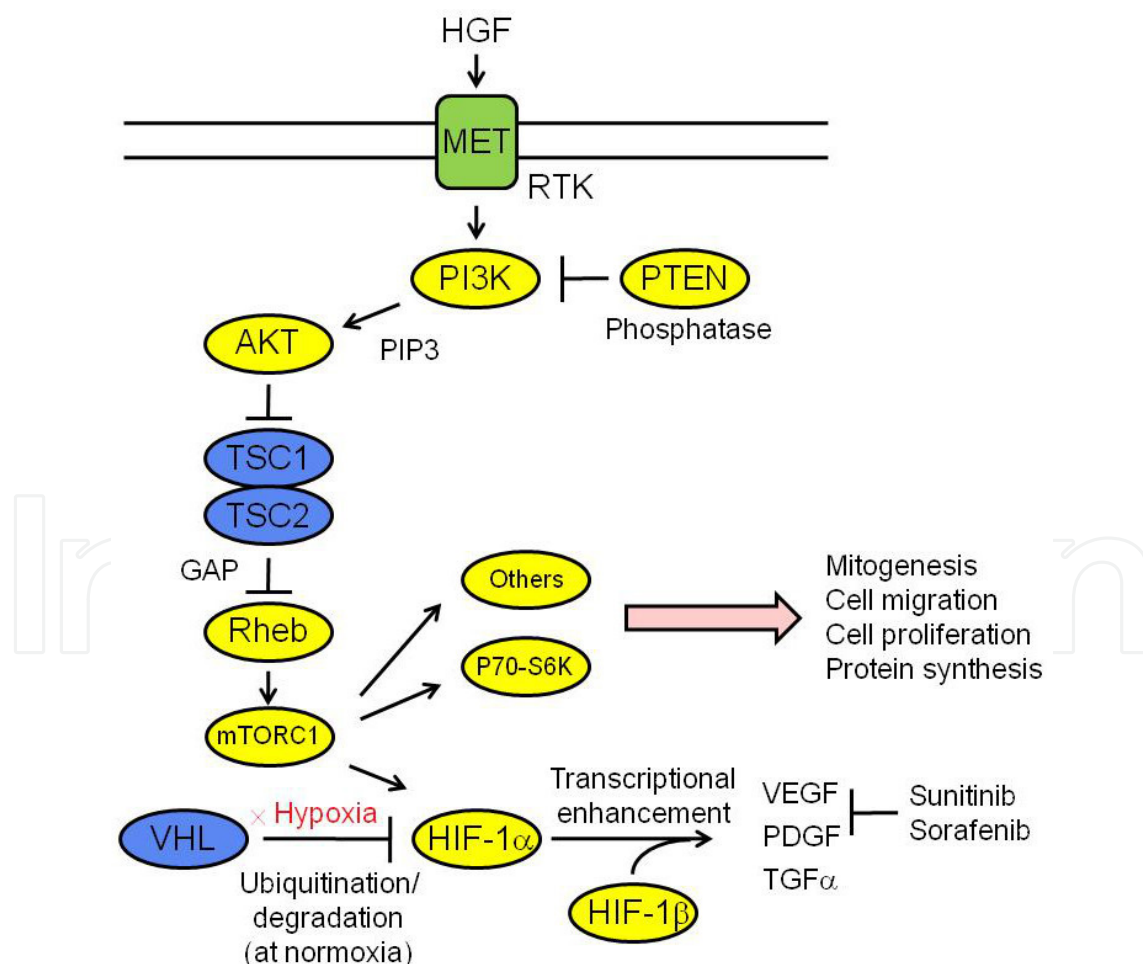 HGF
MET
RTK
PI3K
PTEN
Phosphatase
AKT
PIP3
TSC1
TSC2
GAP
Rheb
Others
P70-S6K
Mitogenesis
Cell migration
Cell proliferation
Protein synthesis
mTORC1
VHL
× Hypoxia
Ubiquitination/
degradation
(at normoxia)
HIF-1α
Transcriptional
enhancement
HIF-1β
VEGF
PDGF
TGFα
Sunitinib
Sorafenib